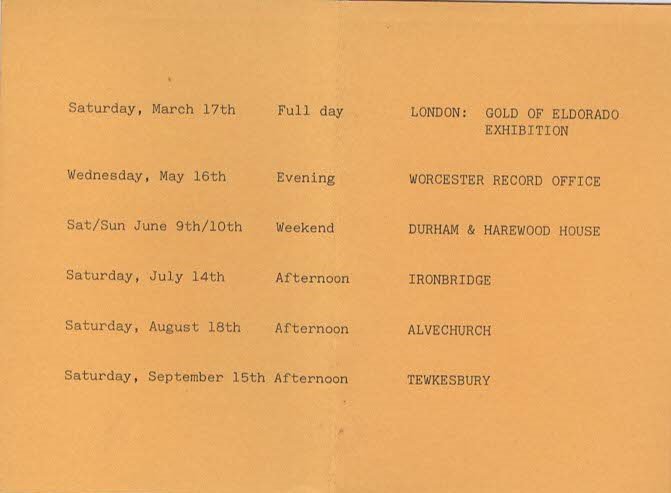 Saturday, March 17th Full day LONDON: GOLD OF ELDORADO
EXHIBITION
Wednesday, May 16th Evening WORCESTER RECORD OFFICE
Sat/Sun June 9th/10th Weekend DURHAM & HAREWOOD HOUSE
Saturday, July 14th Afternoon IRONBRIDGE
Saturday, August 18th Afternoon ALVECHURCH
Saturday, September 15th Afternoon TEWKESBURY